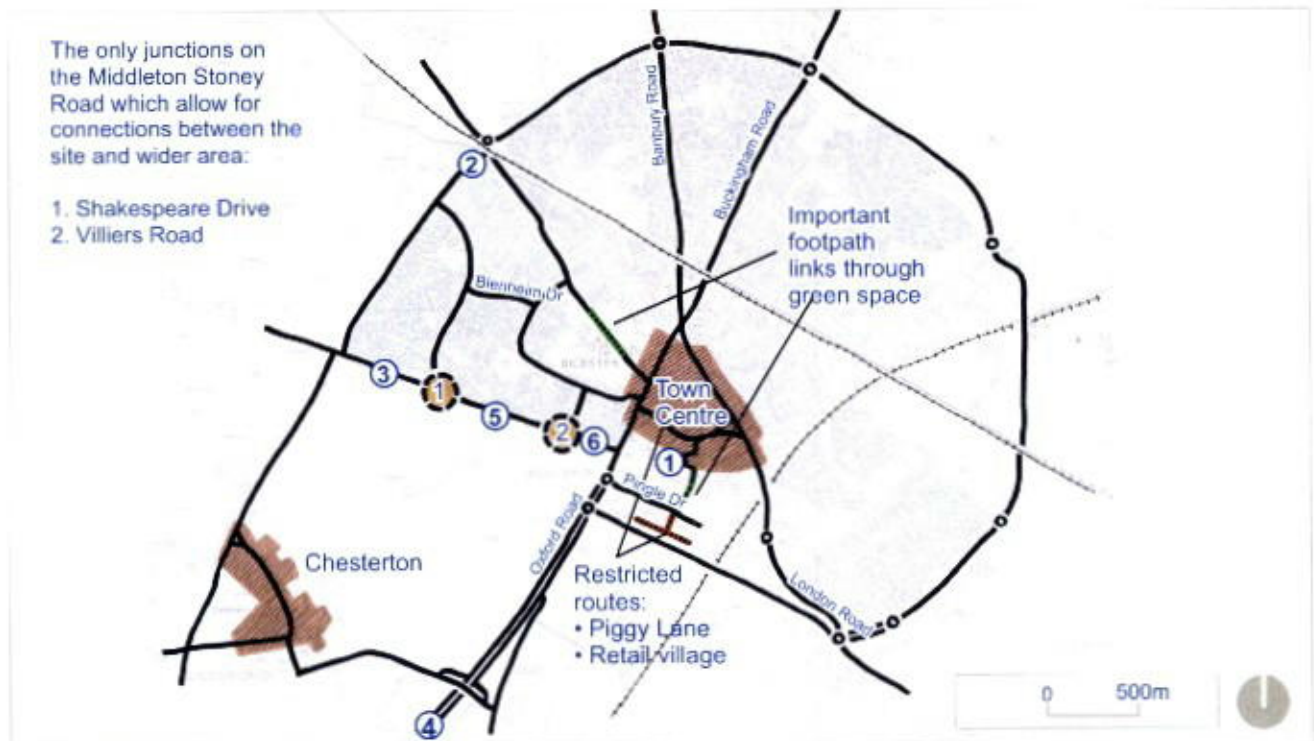 The only junctions on
the Middleton Stoney
Road which allow for
connections between the
site and wider area:
1. Shakespeare Drive
2. Villiers Road
Banbury Road
Buckingham Road
2
Important
footpath
links through
green space
Blenheim Dr
3
1
5
2
6
Town
Centre
1
Pingle Dr
Oxford Road
Chesterton
Restricted
routes:
• Piggy Lane
• Retail village
London Road
4
0 500m